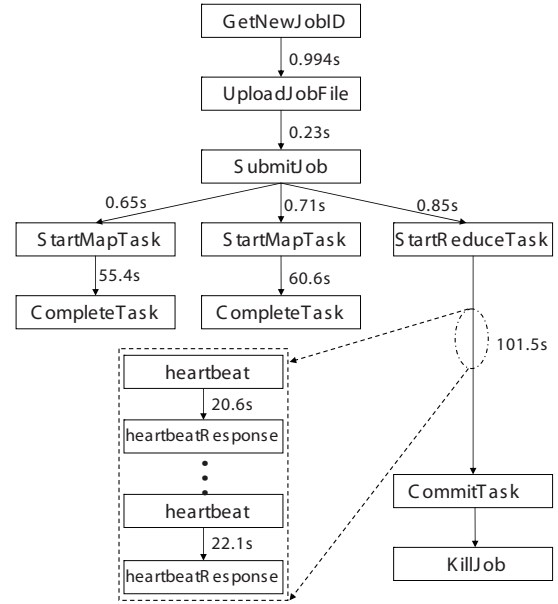 GetNewJobID
0.994s
UploadJobFile
0.23s
SubmitJob
0.65s
0.71s
0.85s
StartMapTask
StartMapTask
StartReduceTask
55.4s
60.6s
CompleteTask
CompleteTask
101.5s
heartbeat
20.6s
heartbeatResponse
heartbeat
CommitTask
22.1s
heartbeatResponse
KillJob